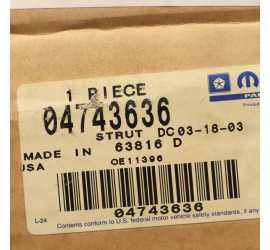 1 PIECE
04743636
STRUT DC03-18-03
MADE IN 63816 D
USA
OE11396
L-24
Contents conform to U.S. federal motor vehicle safety standards, if any
04743636